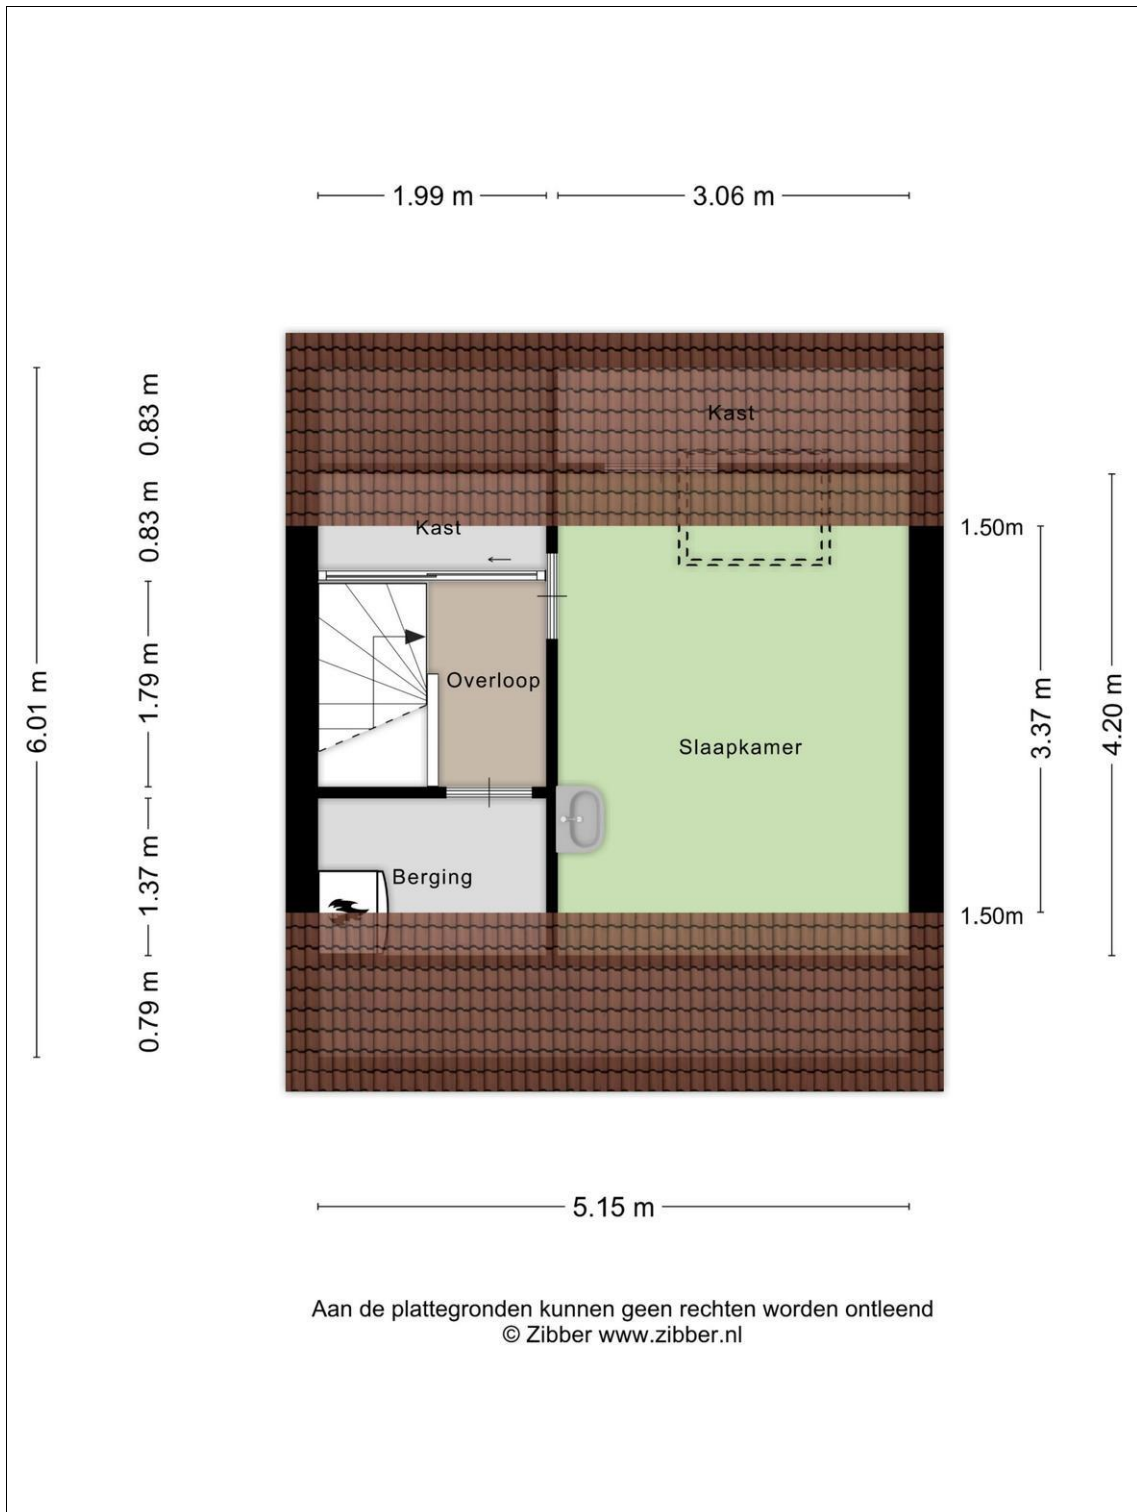 1.99 m
3.06 m
0.83 m
0.83 m
1.79 m
1.37 m
0.79 m
6.01 m
Kast
Kast
1.50m
Overloop
Slaapkamer
3.37 m
4.20 m
Berging
1.50m
5.15 m
Aan de plattegronden kunnen geen rechten worden ontleend
© Zibber www.zibber.nl